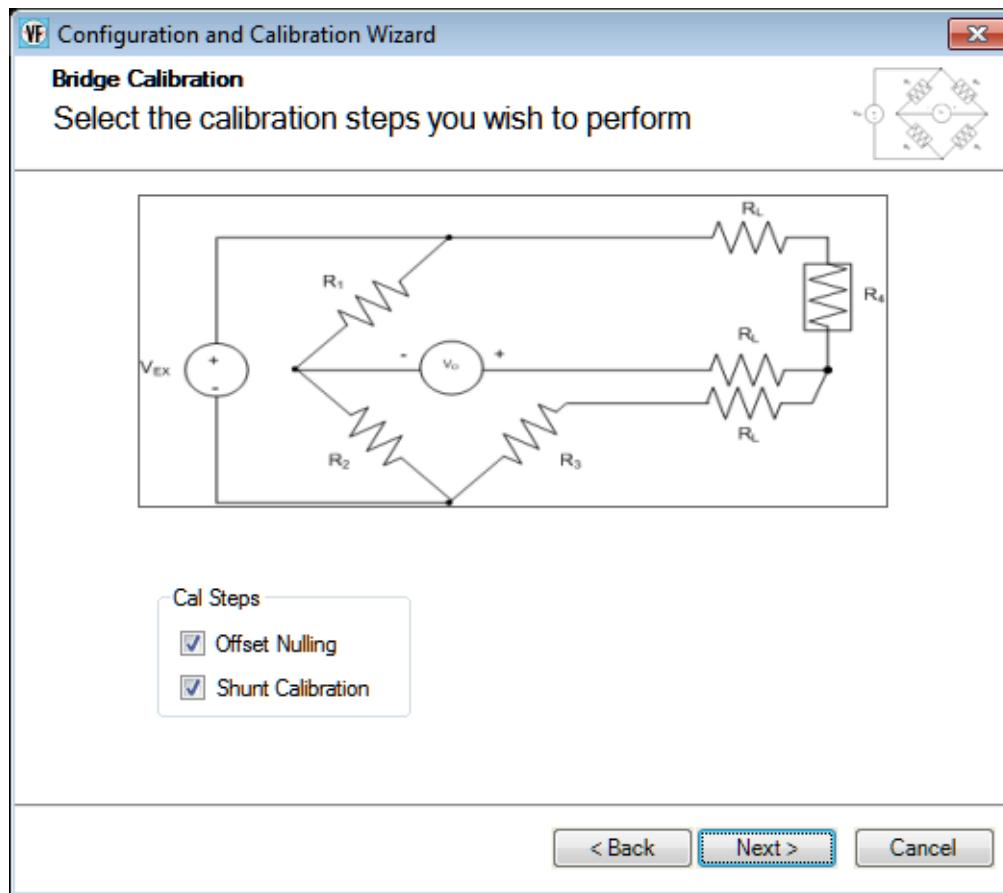 VF Configuration and Calibration Wizard
Bridge Calibration
Select the calibration steps you wish to perform
RL
R1
R4
RL
VEX
+
-
- VO +
RL
R2
R3
Cal Steps
Offset Nulling
Shunt Calibration
< Back Next > Cancel